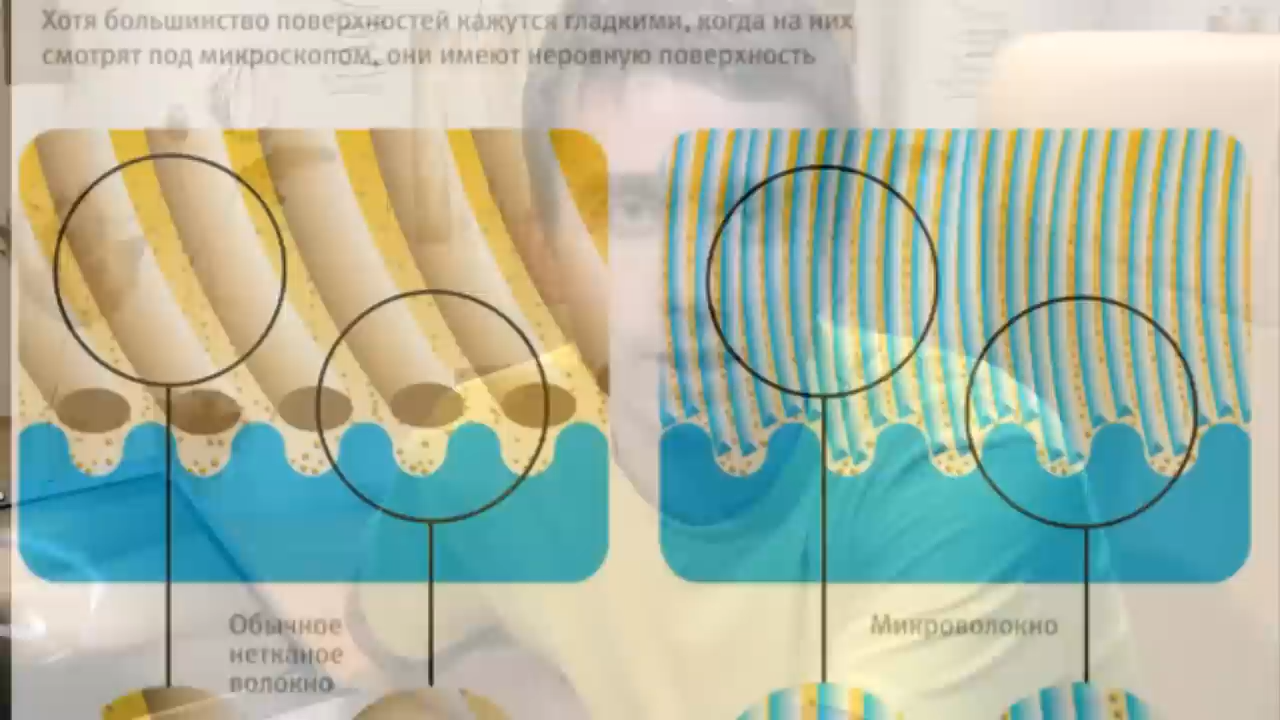 Хотя большинство поверхностей кажутся гладкими, когда на них
смотрят под микроскопом, они имеют неровную поверхность
Обычное
нетканое
волокно
Микроволокно